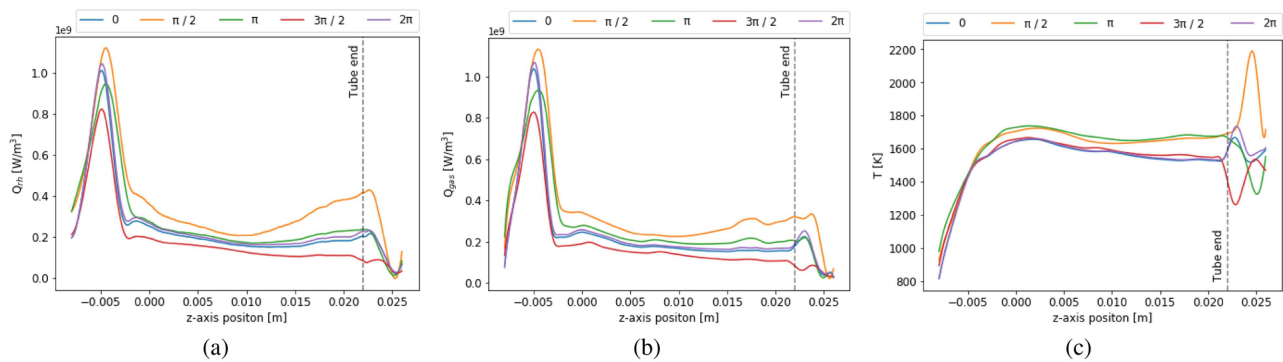 0 π / 2 π 3π / 2 2π
1e9
Q_rh [W/m³]
1.0
0.8
0.6
0.4
0.2
0.0
Tube end
−0.005 0.000 0.005 0.010 0.015 0.020 0.025
z-axis positon [m]
(a)
0 π / 2 π 3π / 2 2π
1e9
Q_gas [W/m³]
1.0
0.8
0.6
0.4
0.2
0.0
Tube end
−0.005 0.000 0.005 0.010 0.015 0.020 0.025
z-axis positon [m]
(b)
0 π / 2 π 3π / 2 2π
T [K]
2200
2000
1800
1600
1400
1200
1000
800
Tube end
−0.005 0.000 0.005 0.010 0.015 0.020 0.025
z-axis positon [m]
(c)